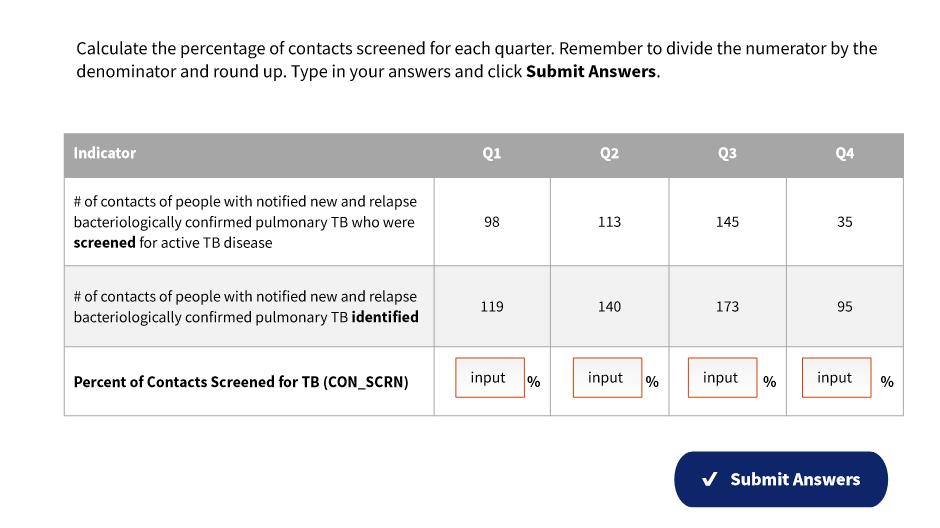 Calculate the percentage of contacts screened for each quarter. Remember to divide the numerator by the
denominator and round up. Type in your answers and click Submit Answers.
Indicator Q1 Q2 Q3 Q4
# of contacts of people with notified new and relapse
bacteriologically confirmed pulmonary TB who were
screened for active TB disease
98 113 145 35
# of contacts of people with notified new and relapse
bacteriologically confirmed pulmonary TB identified
119 140 173 95
Percent of Contacts Screened for TB (CON_SCRN) input % input % input % input %
✓ Submit Answers